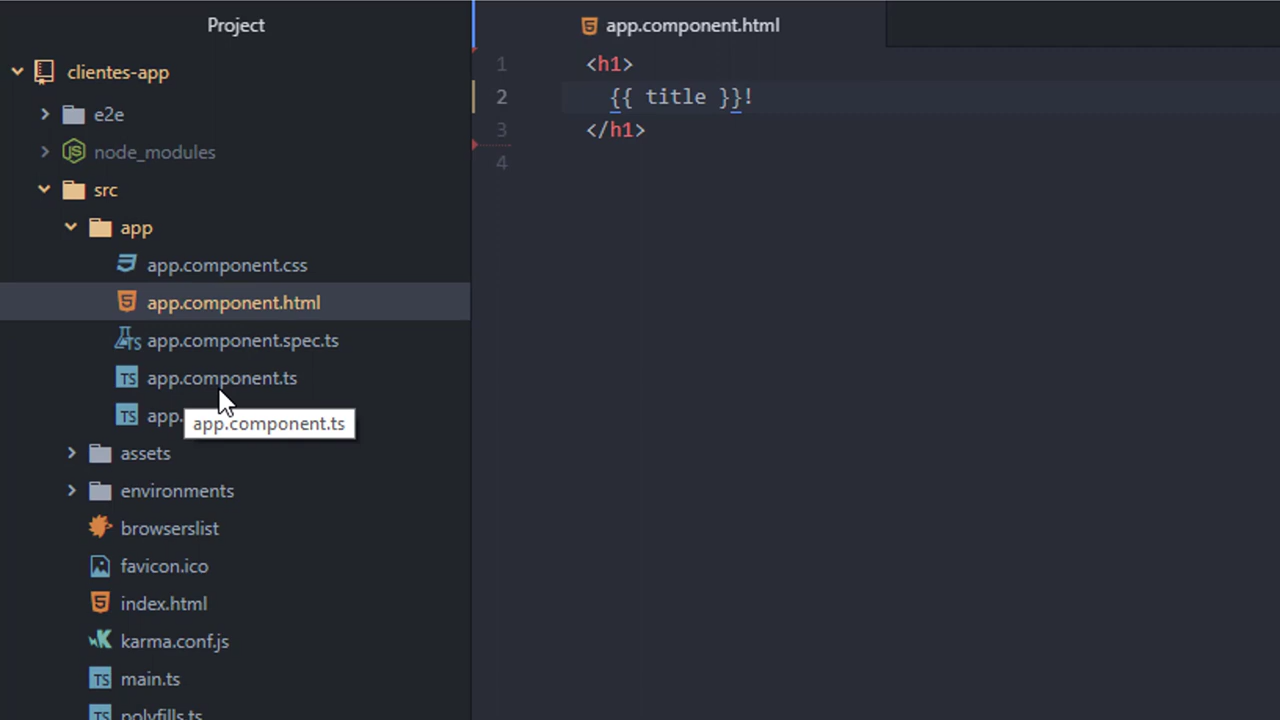 Project
clientes-app
e2e
node_modules
src
app
app.component.css
app.component.html
app.component.spec.ts
app.component.ts
app.
app.component.ts
assets
environments
browserslist
favicon.ico
index.html
karma.conf.js
main.ts
polyfills.ts
app.component.html
1 <h1>
2 {{ title }}!
3 </h1>
4